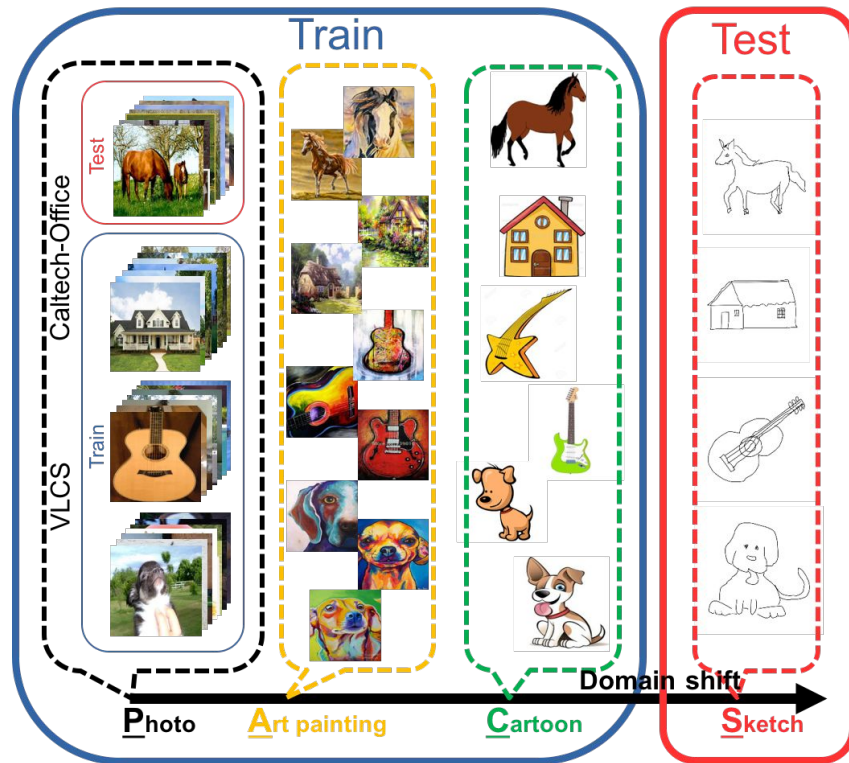 Train
Test
Caltech-Office
VLCS
Test
Train
Domain shift
Photo
Art painting
Cartoon
Sketch